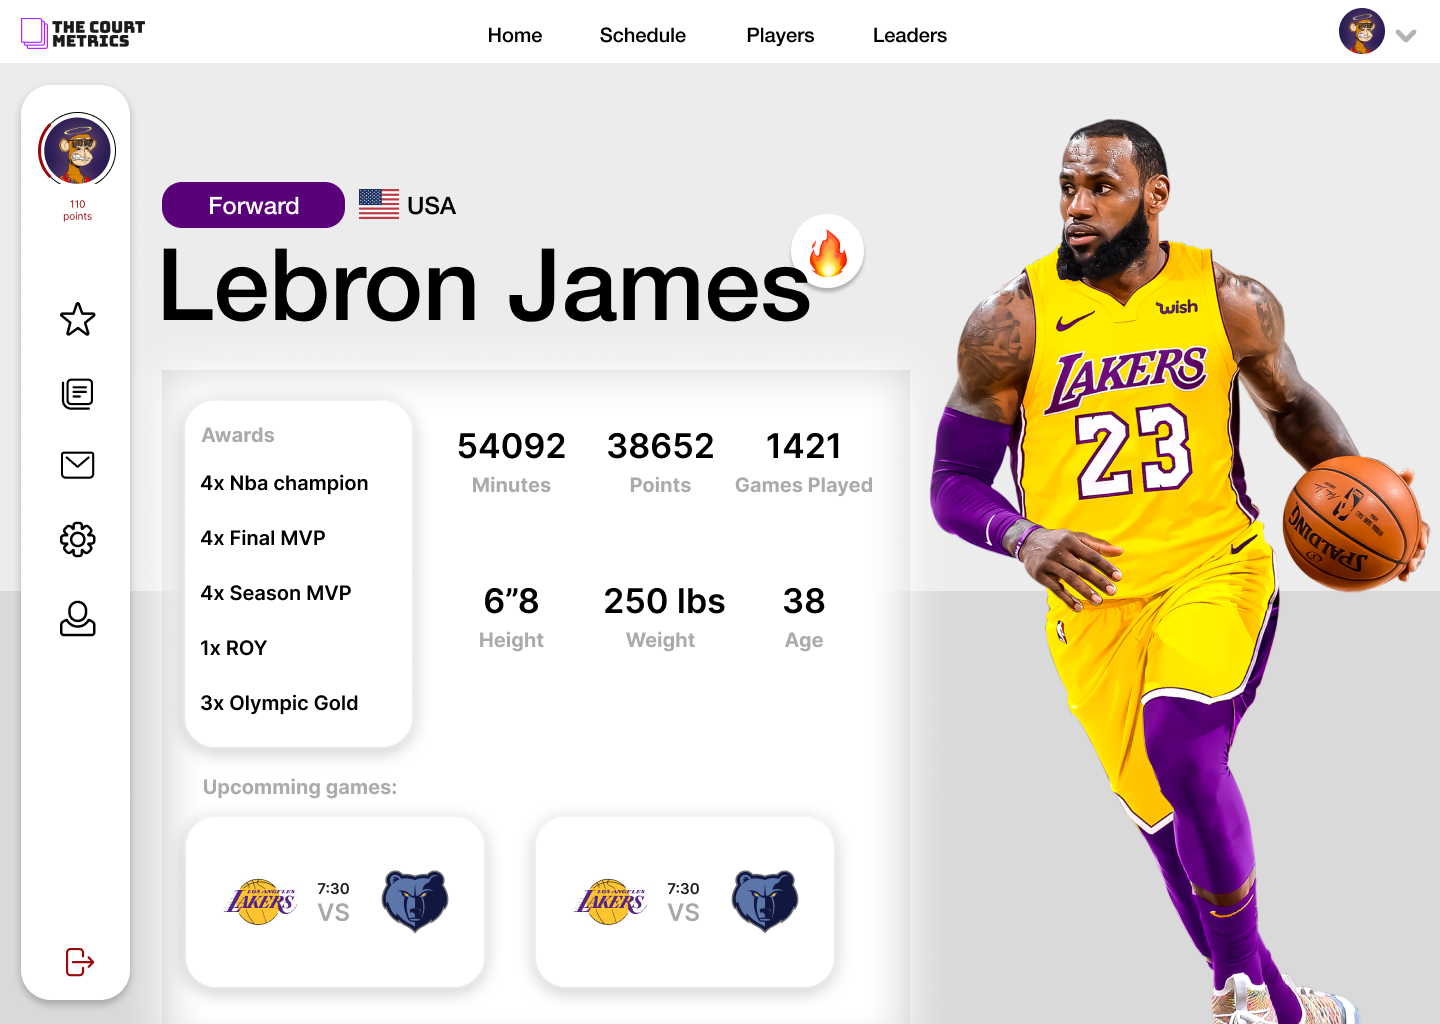 THE COURT
METRICS
Home
Schedule
Players
Leaders
110
points
Forward
USA
Lebron James
Awards
4x Nba champion
4x Final MVP
4x Season MVP
1x ROY
3x Olympic Gold
54092
Minutes
38652
Points
1421
Games Played
6”8
Height
250 lbs
Weight
38
Age
Upcomming games:
LOS ANGELES
LAKERS
7:30
VS
LOS ANGELES
LAKERS
7:30
VS
wish
LAKERS
23
SPALDING